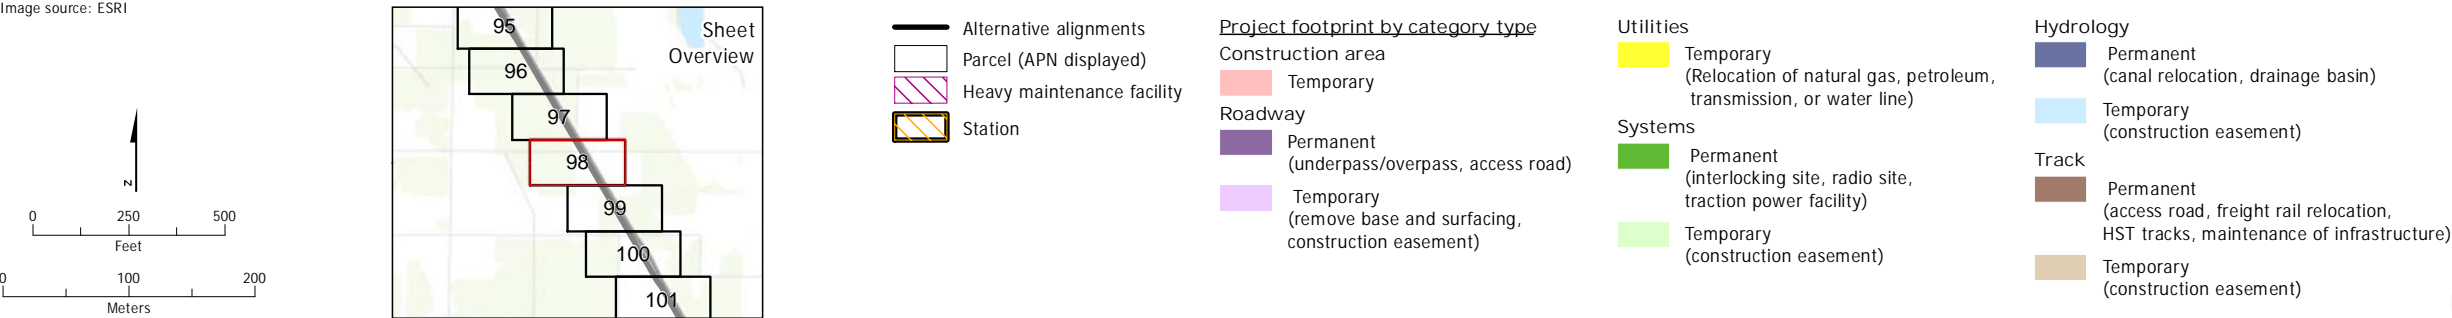 Image source: ESRI
N
0 250 500
Feet
0 100 200
Meters
Sheet
Overview
95
96
97
98
99
100
101
Alternative alignments
Parcel (APN displayed)
Heavy maintenance facility
Station
Project footprint by category type
Construction area
Temporary
Roadway
Permanent
(underpass/overpass, access road)
Temporary
(remove base and surfacing,
construction easement)
Utilities
Temporary
(Relocation of natural gas, petroleum,
transmission, or water line)
Systems
Permanent
(interlocking site, radio site,
traction power facility)
Temporary
(construction easement)
Hydrology
Permanent
(canal relocation, drainage basin)
Temporary
(construction easement)
Track
Permanent
(access road, freight rail relocation,
HST tracks, maintenance of infrastructure)
Temporary
(construction easement)